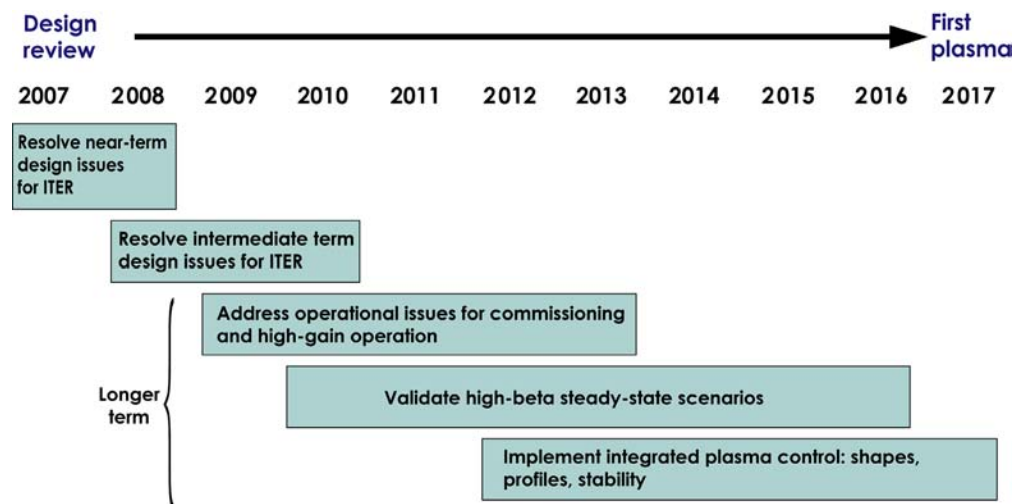 Design
review
First
plasma
2007 2008 2009 2010 2011 2012 2013 2014 2015 2016 2017
Resolve near-term
design issues
for ITER
Resolve intermediate term
design issues for ITER
Address operational issues for commissioning
and high-gain operation
Longer
term
Validate high-beta steady-state scenarios
Implement integrated plasma control: shapes,
profiles, stability